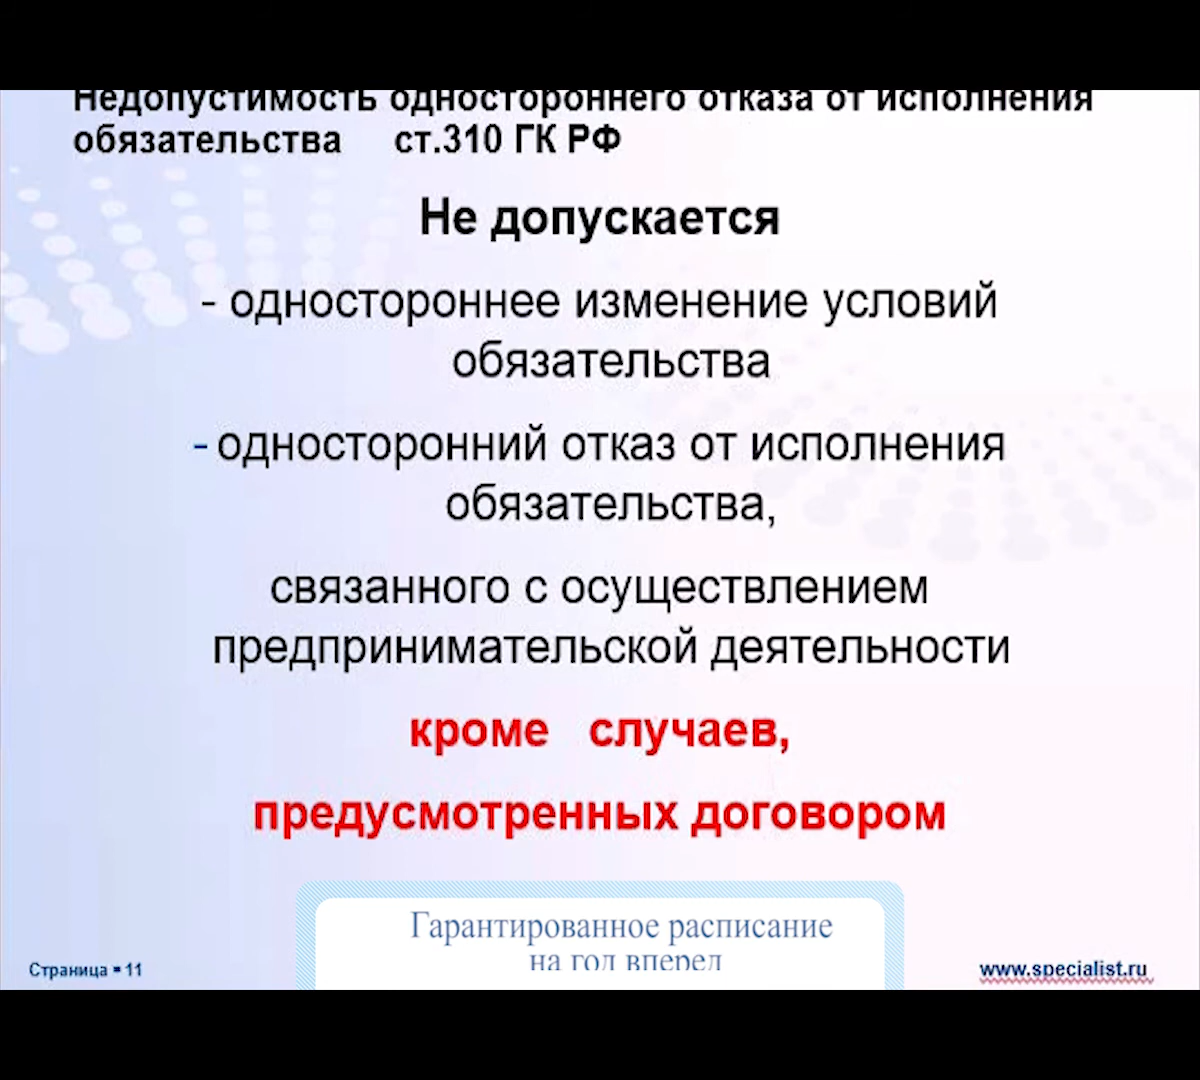 Недопустимость одностороннего отказа от исполнения
обязательства ст.310 ГК РФ
Не допускается
- одностороннее изменение условий
обязательства
- односторонний отказ от исполнения
обязательства,
связанного с осуществлением
предпринимательской деятельности
кроме случаев,
предусмотренных договором
Гарантированное расписание
на год вперед
Страница ▪ 11
www.specialist.ru